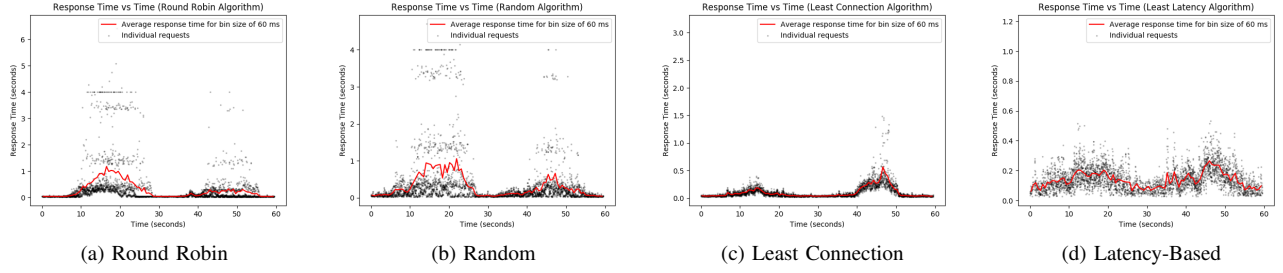 Response Time vs Time (Round Robin Algorithm)
Average response time for bin size of 60 ms
Individual requests
Response Time (seconds)
6
5
4
3
2
1
0
0 10 20 30 40 50 60
Time (seconds)
(a) Round Robin
Response Time vs Time (Random Algorithm)
Average response time for bin size of 60 ms
Individual requests
Response Time (seconds)
4
3
2
1
0
0 10 20 30 40 50 60
Time (seconds)
(b) Random
Response Time vs Time (Least Connection Algorithm)
Average response time for bin size of 60 ms
Individual requests
Response Time (seconds)
3.0
2.5
2.0
1.5
1.0
0.5
0.0
0 10 20 30 40 50 60
Time (seconds)
(c) Least Connection
Response Time vs Time (Least Latency Algorithm)
Average response time for bin size of 60 ms
Individual requests
Response Time (seconds)
1.2
1.0
0.8
0.6
0.4
0.2
0.0
0 10 20 30 40 50 60
Time (seconds)
(d) Latency-Based